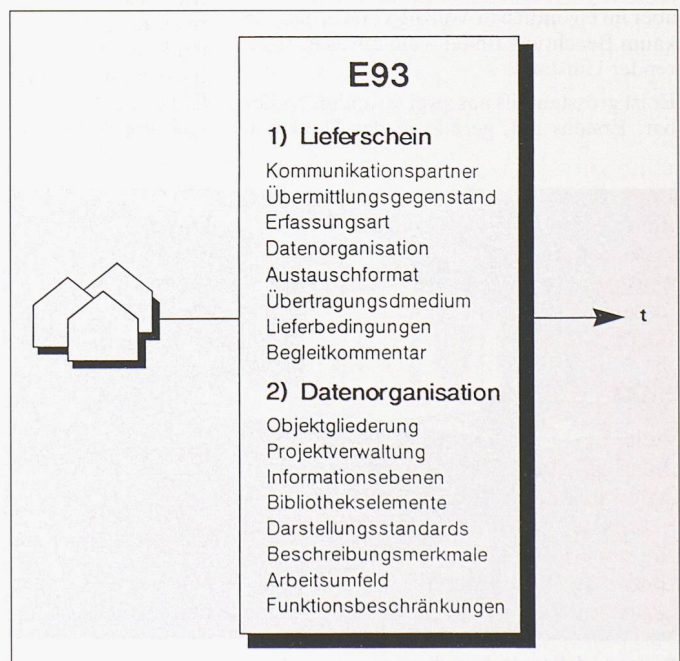 E93
1) Lieferschein
Kommunikationspartner
Übermittlungsgegenstand
Erfassungsart
Datenorganisation
Austauschformat
Übertragungsdmedium
Lieferbedingungen
Begleitkommentar
2) Datenorganisation
Objektgliederung
Projektverwaltung
Informationsebenen
Bibliothekselemente
Darstellungsstandards
Beschreibungsmerkmale
Arbeitsumfeld
Funktionsbeschränkungen
t